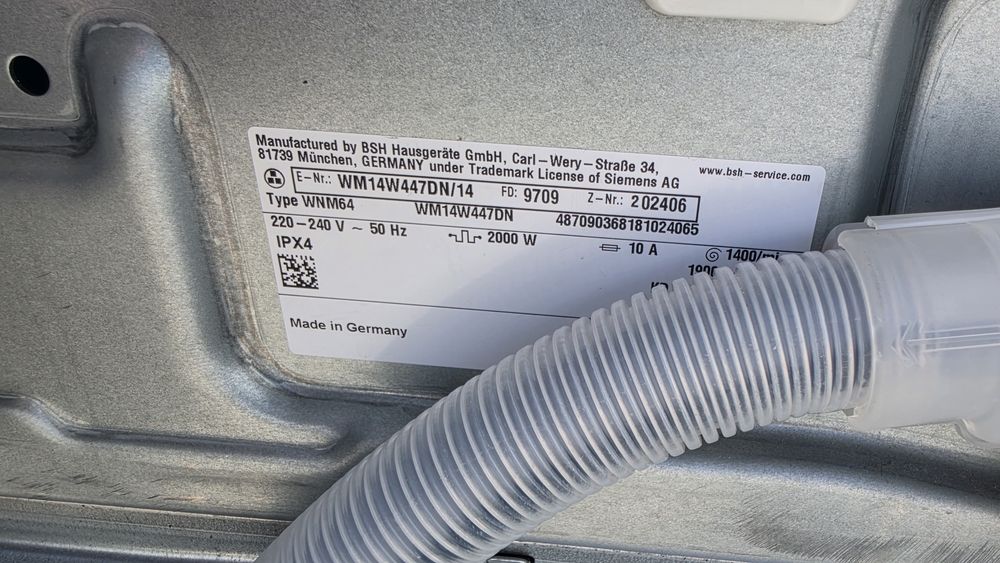 Manufactured by BSH Hausgeräte GmbH, Carl-Wery-Straße 34,
81739 München, GERMANY under Trademark License of Siemens AG
www.bsh-service.com
E-Nr.: WM14W447DN/14 FD: 9709 Z-Nr.: 202406
Type WNM64 WM14W447DN 487090368181024065
220-240 V ~ 50 Hz 2000 W 10 A 1400/mi
IPX4
Made in Germany